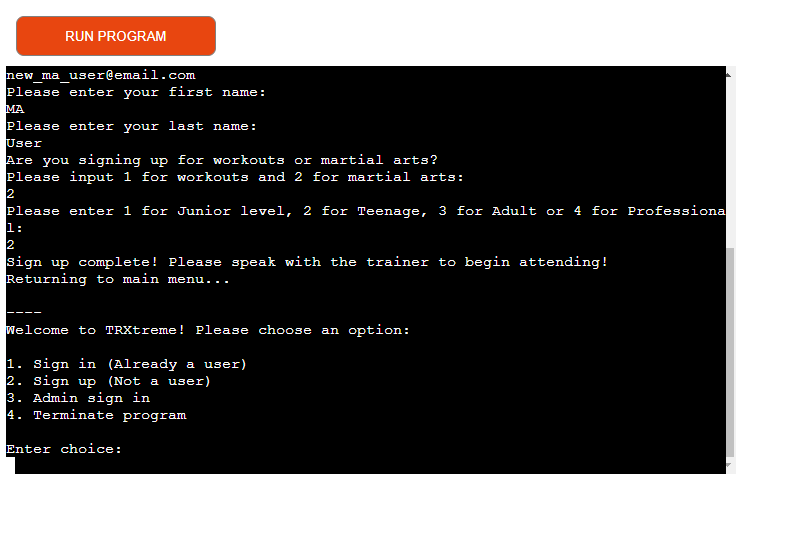 RUN PROGRAM
new_ma_user@email.com
Please enter your first name:
MA
Please enter your last name:
User
Are you signing up for workouts or martial arts?
Please input 1 for workouts and 2 for martial arts:
2
Please enter 1 for Junior level, 2 for Teenage, 3 for Adult or 4 for Professiona
l:
2
Sign up complete! Please speak with the trainer to begin attending!
Returning to main menu...
----
Welcome to TRXtreme! Please choose an option:
1. Sign in (Already a user)
2. Sign up (Not a user)
3. Admin sign in
4. Terminate program
Enter choice: